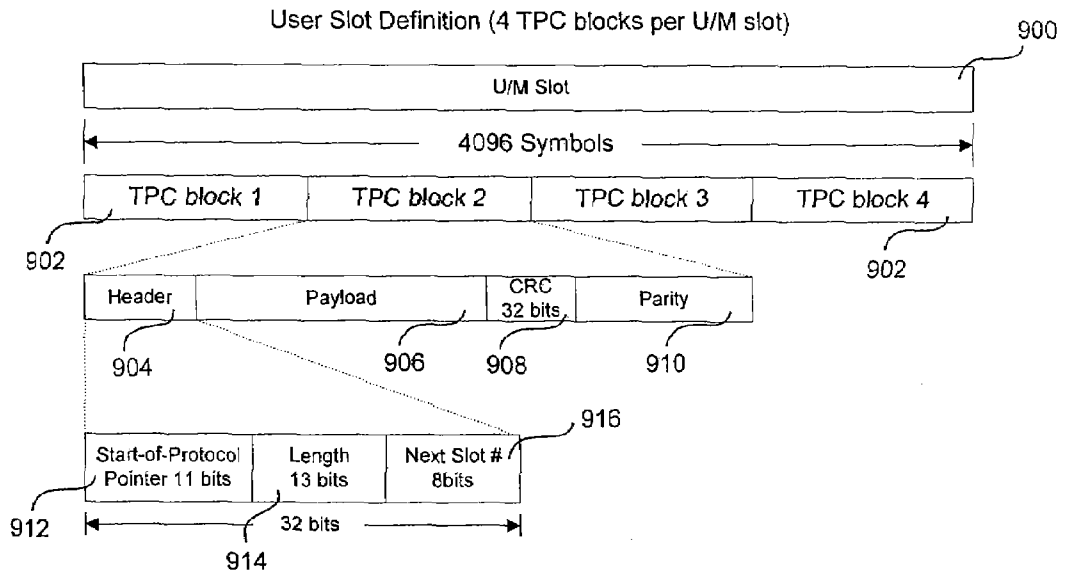 User Slot Definition (4 TPC blocks per U/M slot)
900
U/M Slot
4096 Symbols
TPC block 1
TPC block 2
TPC block 3
TPC block 4
902
902
Header
Payload
CRC
32 bits
Parity
904
906
908
910
916
Start-of-Protocol
Pointer 11 bits
Length
13 bits
Next Slot #
8bits
912
914
32 bits